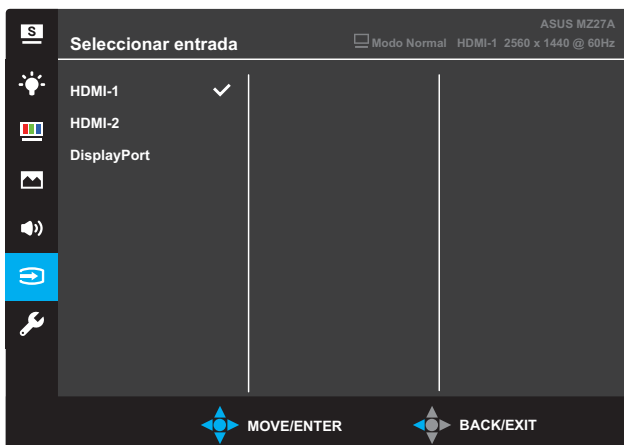 S
ASUS MZ27A
Seleccionar entrada
Modo Normal HDMI-1 2560 x 1440 @ 60Hz
HDMI-1
HDMI-2
DisplayPort
MOVE/ENTER
BACK/EXIT